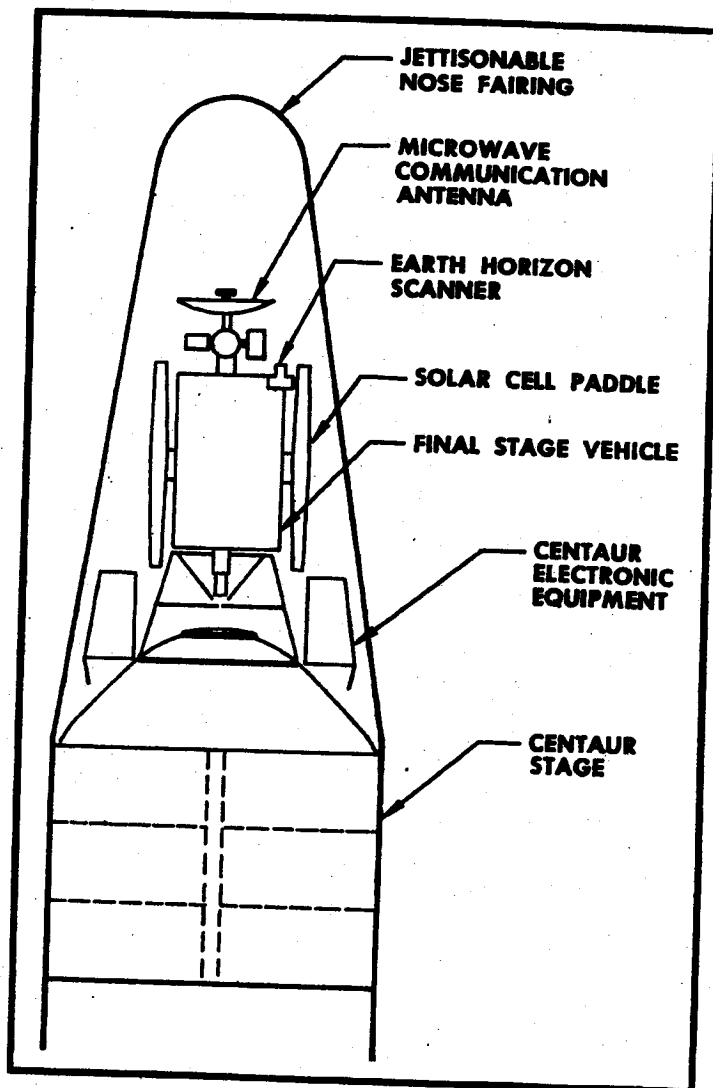 JETTISONABLE
NOSE FAIRING
MICROWAVE
COMMUNICATION
ANTENNA
EARTH HORIZON
SCANNER
SOLAR CELL PADDLE
FINAL STAGE VEHICLE
CENTAUR
ELECTRONIC
EQUIPMENT
CENTAUR
STAGE